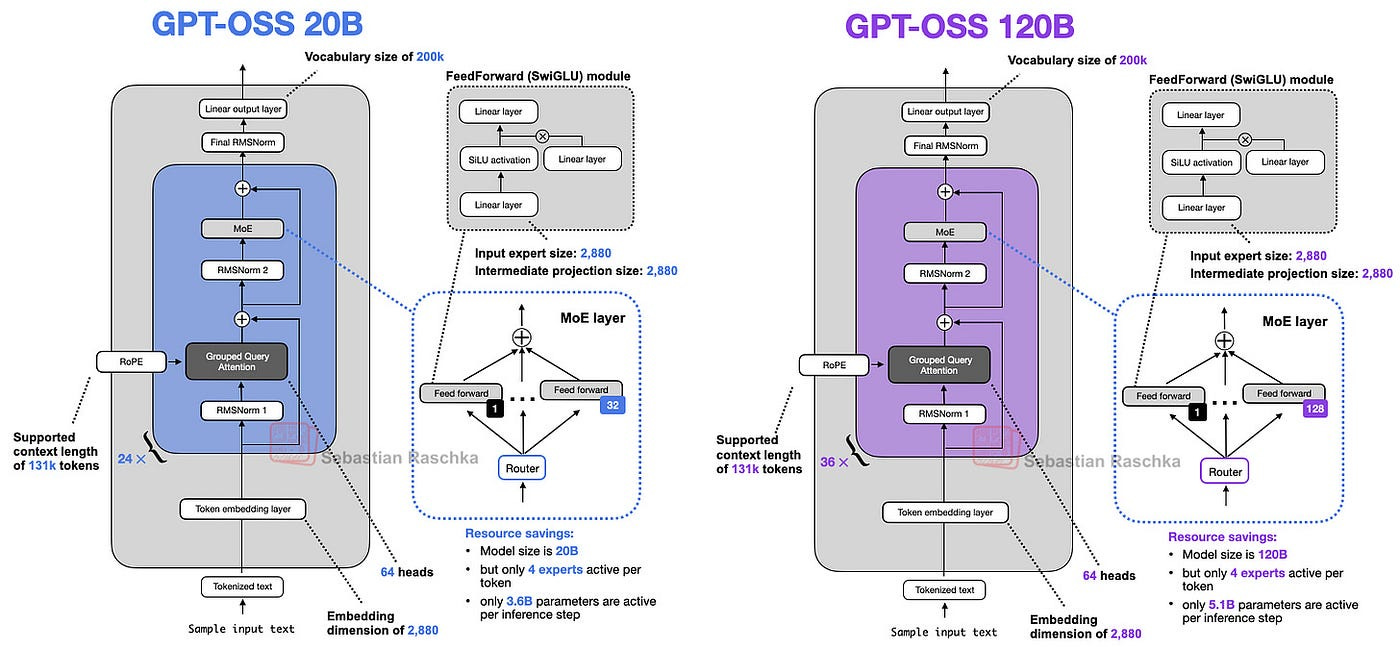 GPT-OSS 20B
Vocabulary size of 200k
FeedForward (SwiGLU) module
Linear output layer
Final RMSNorm
Linear layer
SiLU activation
Linear layer
Linear layer
MoE
RMSNorm 2
Input expert size: 2,880
Intermediate projection size: 2,880
MoE layer
RoPE
Grouped Query
Attention
Feed forward
1
...
Feed forward
32
RMSNorm 1
Supported
context length
of 131k tokens
24 ×
Sebastian Raschka
Router
Token embedding layer
Resource savings:
• Model size is 20B
• but only 4 experts active per
token
• only 3.6B parameters are active
per inference step
64 heads
Tokenized text
Embedding
dimension of 2,880
Sample input text
GPT-OSS 120B
Vocabulary size of 200k
FeedForward (SwiGLU) module
Linear output layer
Final RMSNorm
Linear layer
SiLU activation
Linear layer
Linear layer
MoE
RMSNorm 2
Input expert size: 2,880
Intermediate projection size: 2,880
MoE layer
RoPE
Grouped Query
Attention
Feed forward
1
...
Feed forward
128
RMSNorm 1
Supported
context length
of 131k tokens
36 ×
Sebastian Raschka
Router
Token embedding layer
Resource savings:
• Model size is 120B
• but only 4 experts active per
token
• only 5.1B parameters are active
per inference step
64 heads
Tokenized text
Embedding
dimension of 2,880
Sample input text